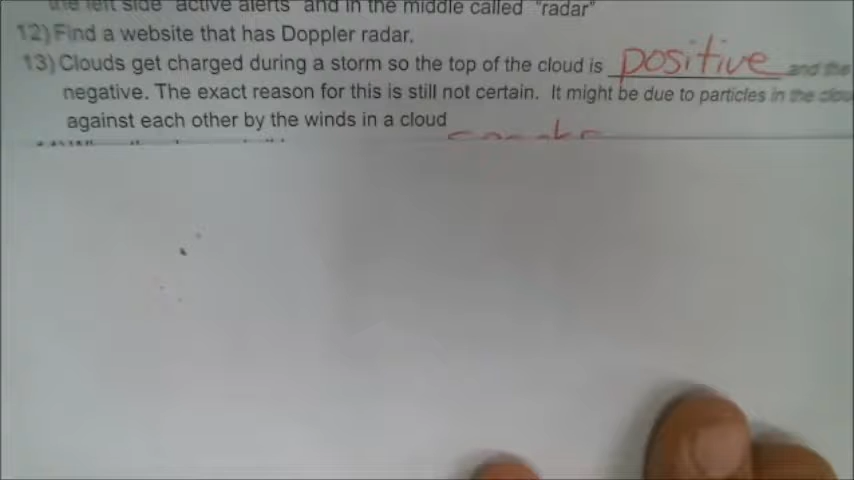 the left side "active alerts" and in the middle called "radar"
12) Find a website that has Doppler radar.
13) Clouds get charged during a storm so the top of the cloud is positive and the
negative. The exact reason for this is still not certain. It might be due to particles in the clou
against each other by the winds in a cloud